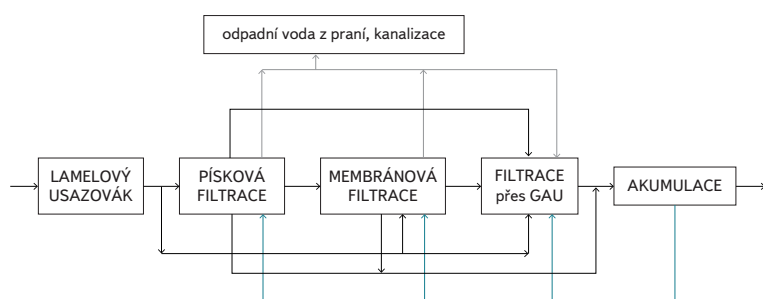 odpadní voda z praní, kanalizace
LAMELOVÝ
USAZOVÁK
PÍSKOVÁ
FILTRACE
MEMBRÁNOVÁ
FILTRACE
FILTRACE
přes GAU
AKUMULACE